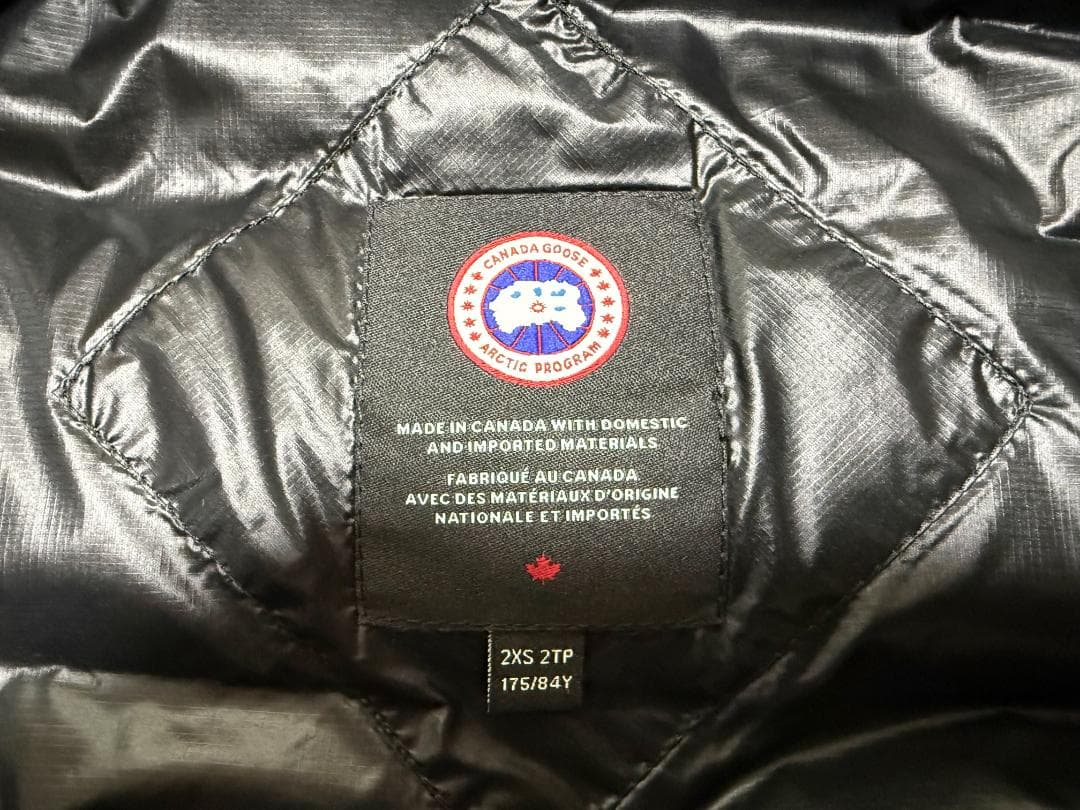 CANADA GOOSE
ARCTIC PROGRAM
MADE IN CANADA WITH DOMESTIC
AND IMPORTED MATERIALS
FABRIQUÉ AU CANADA
AVEC DES MATÉRIAUX D'ORIGINE
NATIONALE ET IMPORTÉS
2XS 2TP
175/84Y